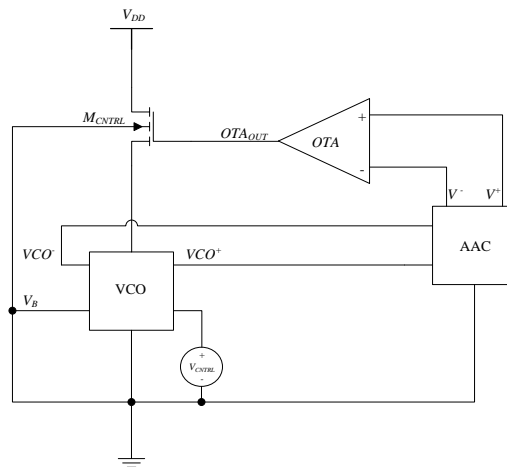 V_DD
M_CNTRL
OTA_OUT
OTA
+
-
V^-
V^+
AAC
VCO^-
VCO^+
VCO
V_B
+
V_CNTRL
-